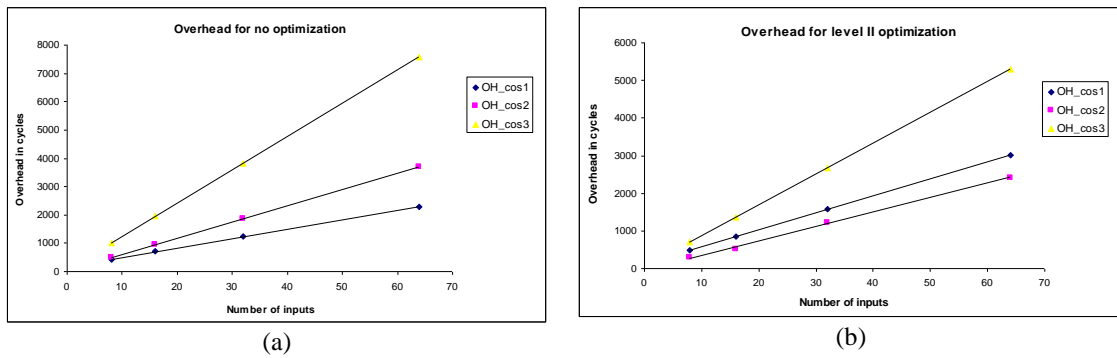 Overhead for no optimization
8000
7000
6000
5000
4000
3000
2000
1000
0
Overhead in cycles
0 10 20 30 40 50 60 70
Number of inputs
OH_cos1
OH_cos2
OH_cos3
(a)
Overhead for level II optimization
6000
5000
4000
3000
2000
1000
0
Overhead in cycles
0 10 20 30 40 50 60 70
Number of inputs
OH_cos1
OH_cos2
OH_cos3
(b)